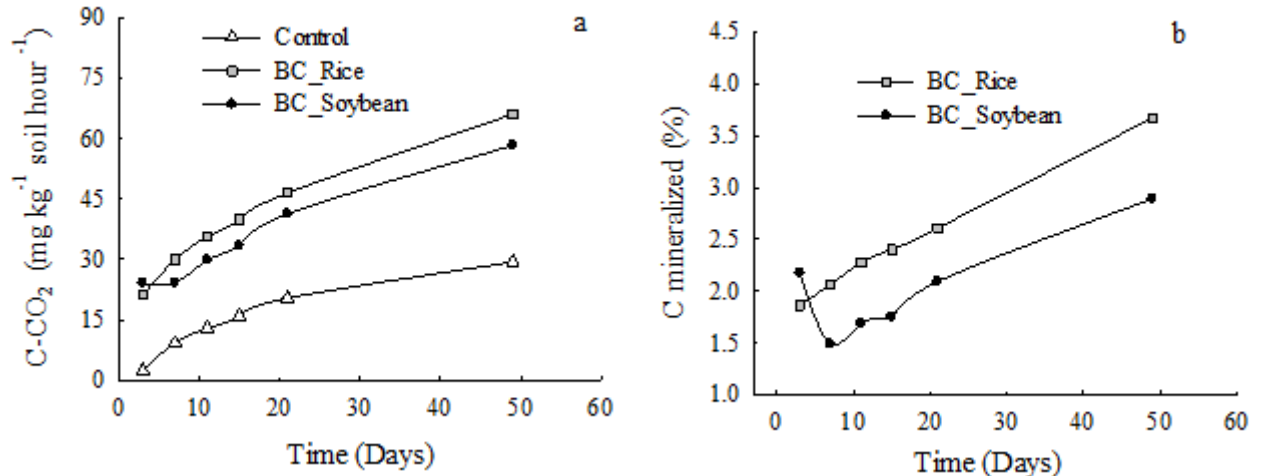 a
Control
BC_Rice
BC_Soybean
C-CO₂ (mg kg⁻¹ soil hour⁻¹)
90
75
60
45
30
15
0
0 10 20 30 40 50 60
Time (Days)
b
BC_Rice
BC_Soybean
C mineralized (%)
4.5
4.0
3.5
3.0
2.5
2.0
1.5
1.0
0 10 20 30 40 50 60
Time (Days)